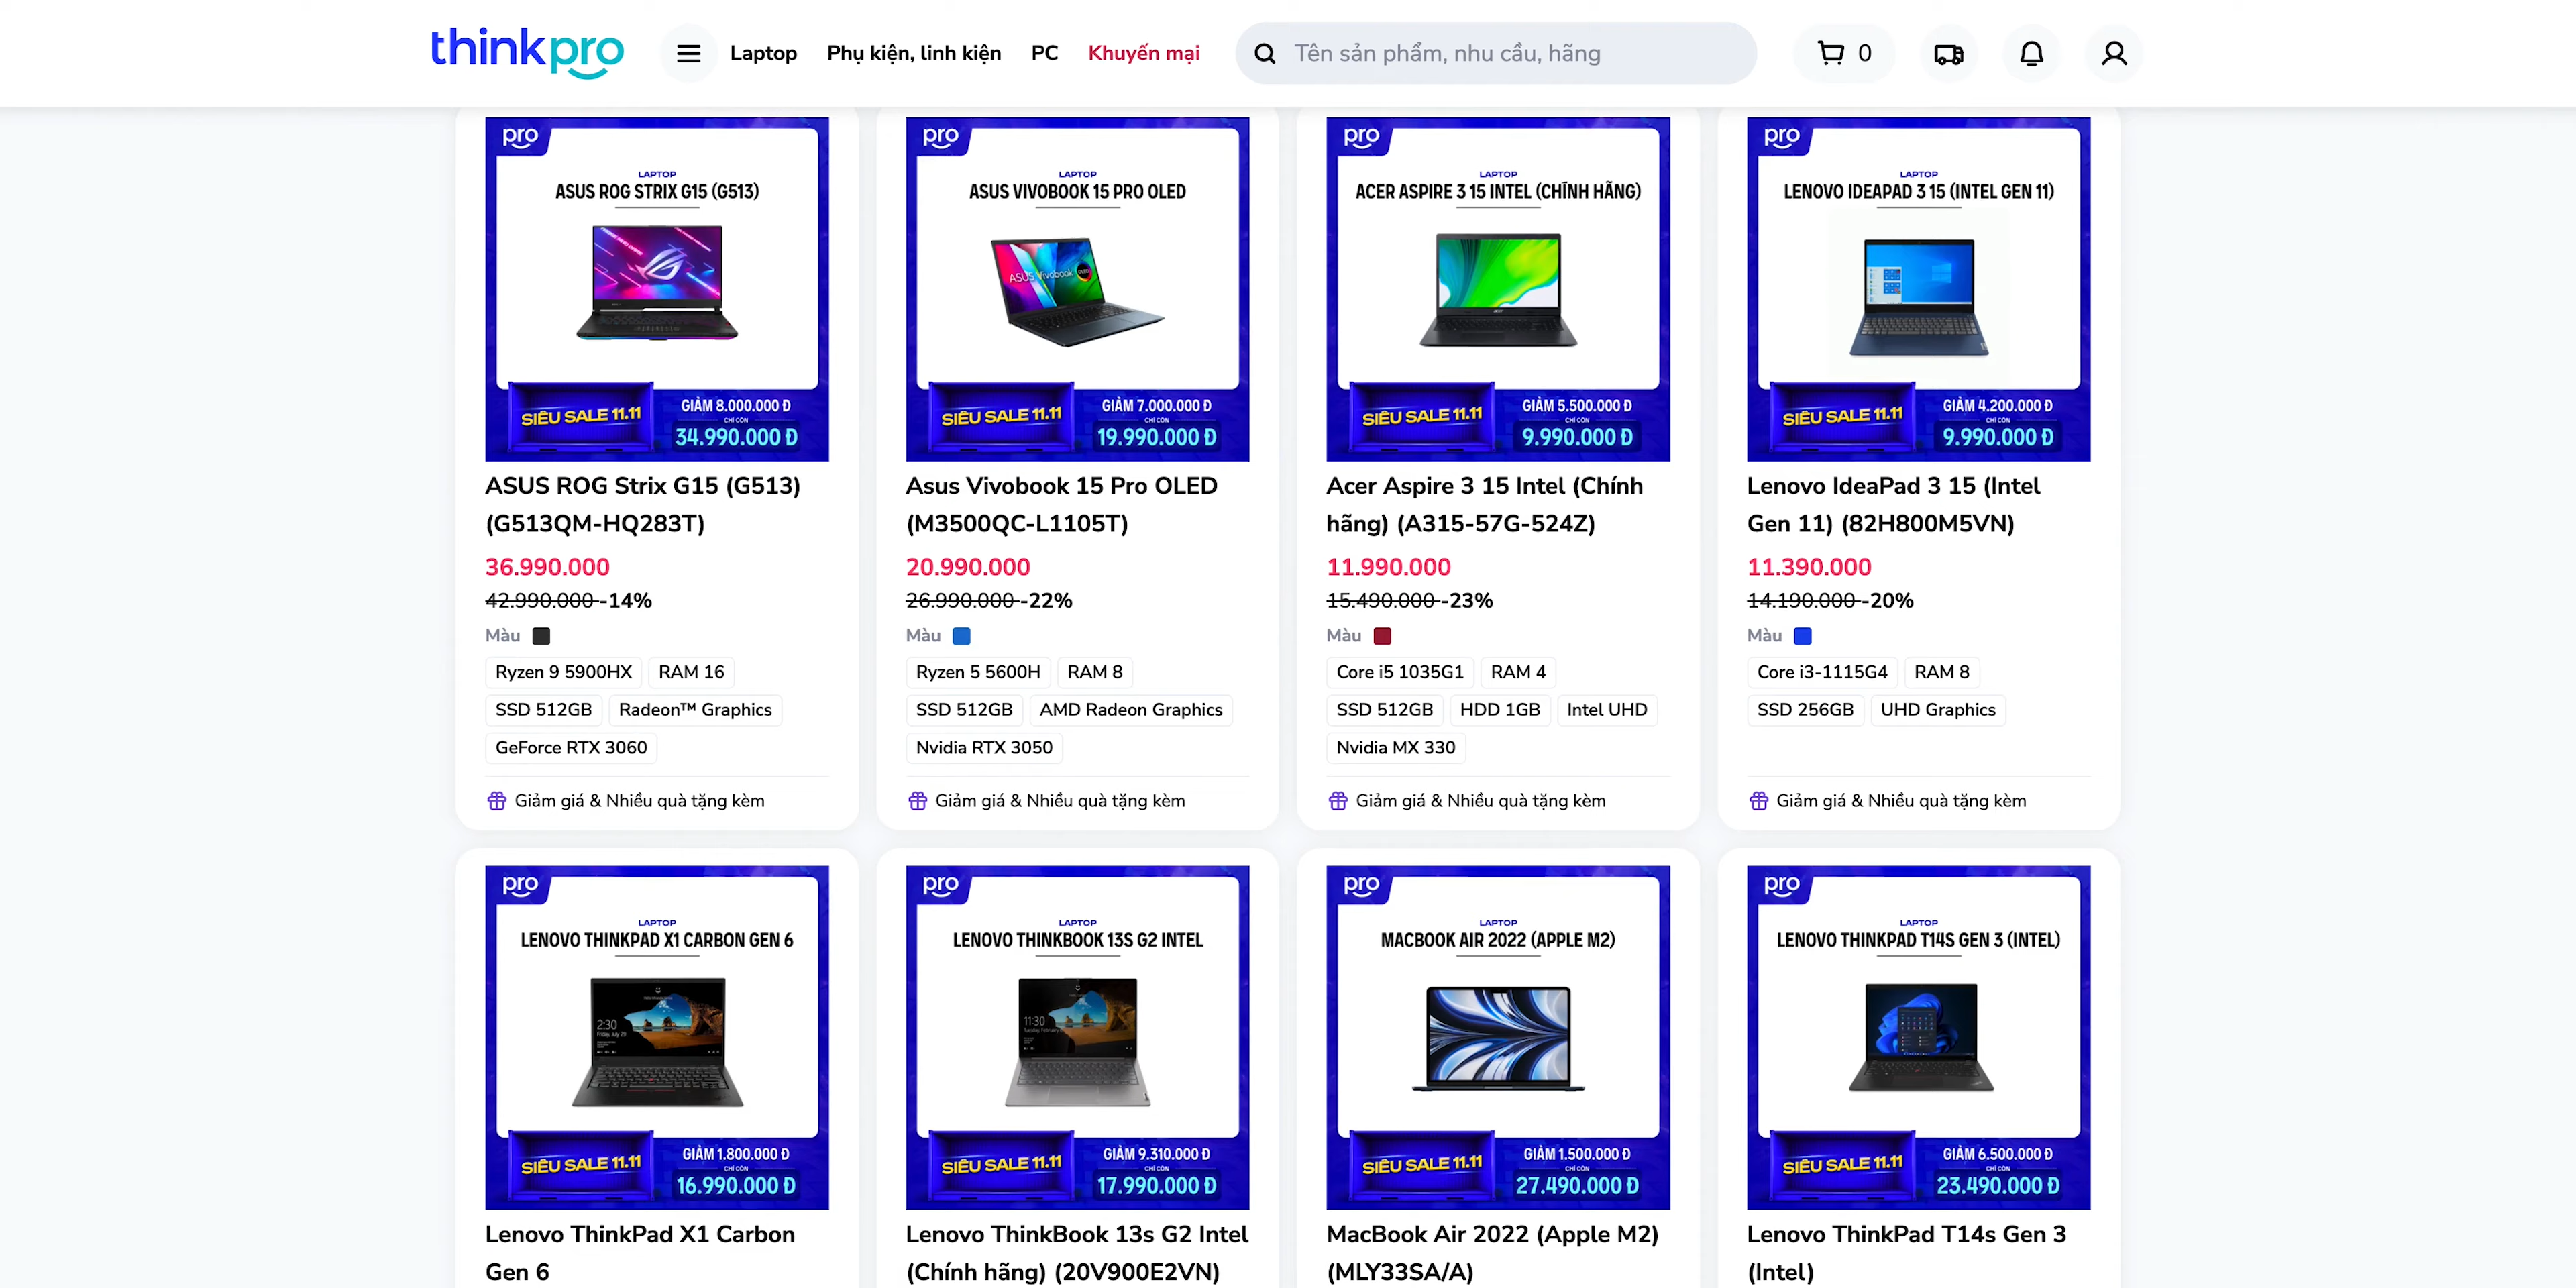 thinkpro
Laptop
Phụ kiện, linh kiện
PC
Khuyến mại
Tên sản phẩm, nhu cầu, hãng
0
pro
LAPTOP
ASUS ROG STRIX G15 (G513)
SIÊU SALE 11.11
GIẢM 8.000.000 Đ
CHỈ CÒN
34.990.000 Đ
ASUS ROG Strix G15 (G513)
(G513QM-HQ283T)
36.990.000
42.990.000 -14%
Màu
Ryzen 9 5900HX
RAM 16
SSD 512GB
Radeon™ Graphics
GeForce RTX 3060
Giảm giá & Nhiều quà tặng kèm
pro
LAPTOP
ASUS VIVOBOOK 15 PRO OLED
ASUS Vivobook
OLED
SIÊU SALE 11.11
GIẢM 7.000.000 Đ
CHỈ CÒN
19.990.000 Đ
Asus Vivobook 15 Pro OLED
(M3500QC-L1105T)
20.990.000
26.990.000 -22%
Màu
Ryzen 5 5600H
RAM 8
SSD 512GB
AMD Radeon Graphics
Nvidia RTX 3050
Giảm giá & Nhiều quà tặng kèm
pro
LAPTOP
ACER ASPIRE 3 15 INTEL (CHÍNH HÃNG)
SIÊU SALE 11.11
GIẢM 5.500.000 Đ
CHỈ CÒN
9.990.000 Đ
Acer Aspire 3 15 Intel (Chính
hãng) (A315-57G-524Z)
11.990.000
15.490.000 -23%
Màu
Core i5 1035G1
RAM 4
SSD 512GB
HDD 1GB
Intel UHD
Nvidia MX 330
Giảm giá & Nhiều quà tặng kèm
pro
LAPTOP
LENOVO IDEAPAD 3 15 (INTEL GEN 11)
SIÊU SALE 11.11
GIẢM 4.200.000 Đ
CHỈ CÒN
9.990.000 Đ
Lenovo IdeaPad 3 15 (Intel
Gen 11) (82H800M5VN)
11.390.000
14.190.000 -20%
Màu
Core i3-1115G4
RAM 8
SSD 256GB
UHD Graphics
Giảm giá & Nhiều quà tặng kèm
pro
LAPTOP
LENOVO THINKPAD X1 CARBON GEN 6
2:30
SIÊU SALE 11.11
GIẢM 1.800.000 Đ
CHỈ CÒN
16.990.000 Đ
Lenovo ThinkPad X1 Carbon
Gen 6
pro
LAPTOP
LENOVO THINKBOOK 13S G2 INTEL
11:30
SIÊU SALE 11.11
GIẢM 9.310.000 Đ
CHỈ CÒN
17.990.000 Đ
Lenovo ThinkBook 13s G2 Intel
(Chính hãng) (20V900E2VN)
pro
LAPTOP
MACBOOK AIR 2022 (APPLE M2)
SIÊU SALE 11.11
GIẢM 1.500.000 Đ
CHỈ CÒN
27.490.000 Đ
MacBook Air 2022 (Apple M2)
(MLY33SA/A)
pro
LAPTOP
LENOVO THINKPAD T14S GEN 3 (INTEL)
SIÊU SALE 11.11
GIẢM 6.500.000 Đ
CHỈ CÒN
23.490.000 Đ
Lenovo ThinkPad T14s Gen 3
(Intel)